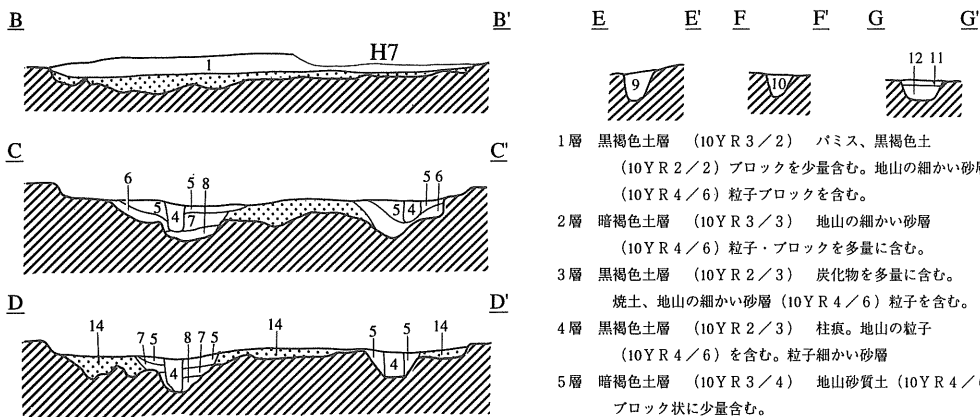 B B'
H7
1
C C'
6 5 8 5 6
5 4 7 5 4
D D'
14 7 5 8 7 5 14 5 5 14
4 4
E E' F F' G G'
12 11
9 10
1層 黒褐色土層 (10YR3/2) パミス、黒褐色土
(10YR2/2) ブロックを少量含む。地山の細かい砂層
(10YR4/6) 粒子ブロックを含む。
2層 暗褐色土層 (10YR3/3) 地山の細かい砂層
(10YR4/6) 粒子・ブロックを多量に含む。
3層 黒褐色土層 (10YR2/3) 炭化物を多量に含む。
焼土、地山の細かい砂層 (10YR4/6) 粒子を含む。
4層 黒褐色土層 (10YR2/3) 柱痕。地山の粒子
(10YR4/6) を含む。粒子細かい砂層
5層 暗褐色土層 (10YR3/4) 地山砂質土 (10YR4/
ブロック状に少量含む。